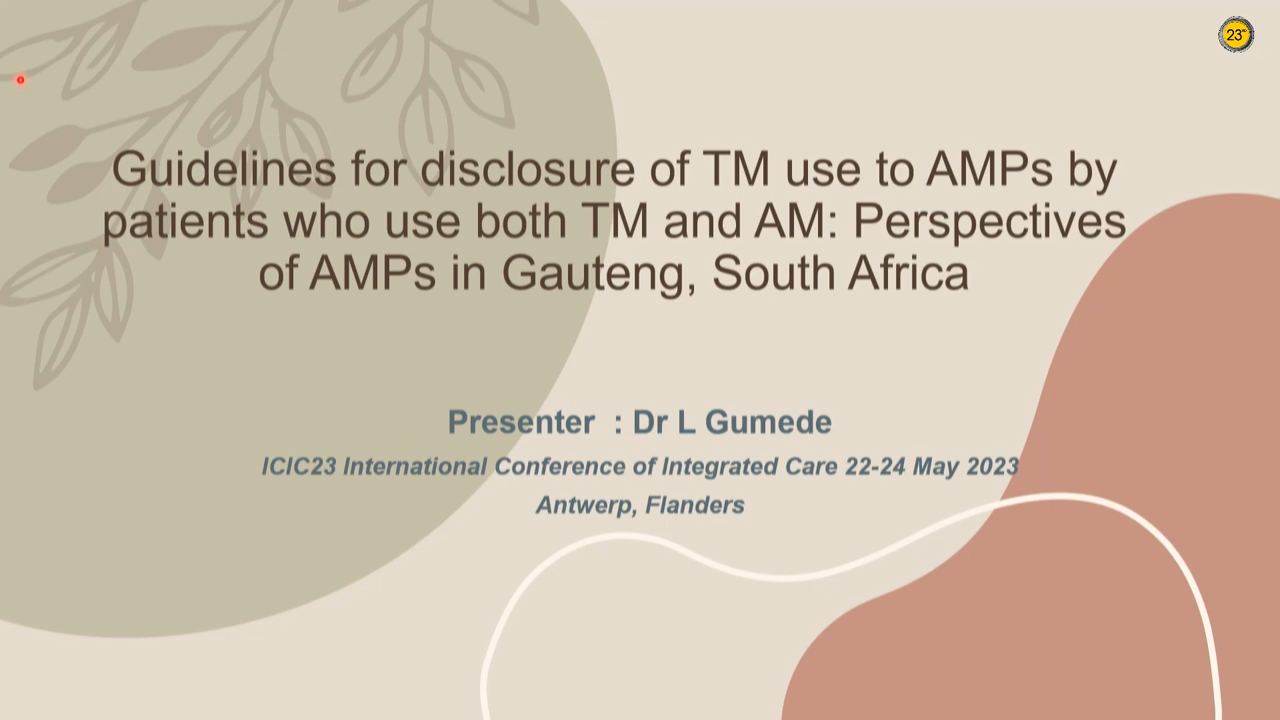 23
Guidelines for disclosure of TM use to AMPs by
patients who use both TM and AM: Perspectives
of AMPs in Gauteng, South Africa
Presenter : Dr L Gumede
ICIC23 International Conference of Integrated Care 22-24 May 2023
Antwerp, Flanders